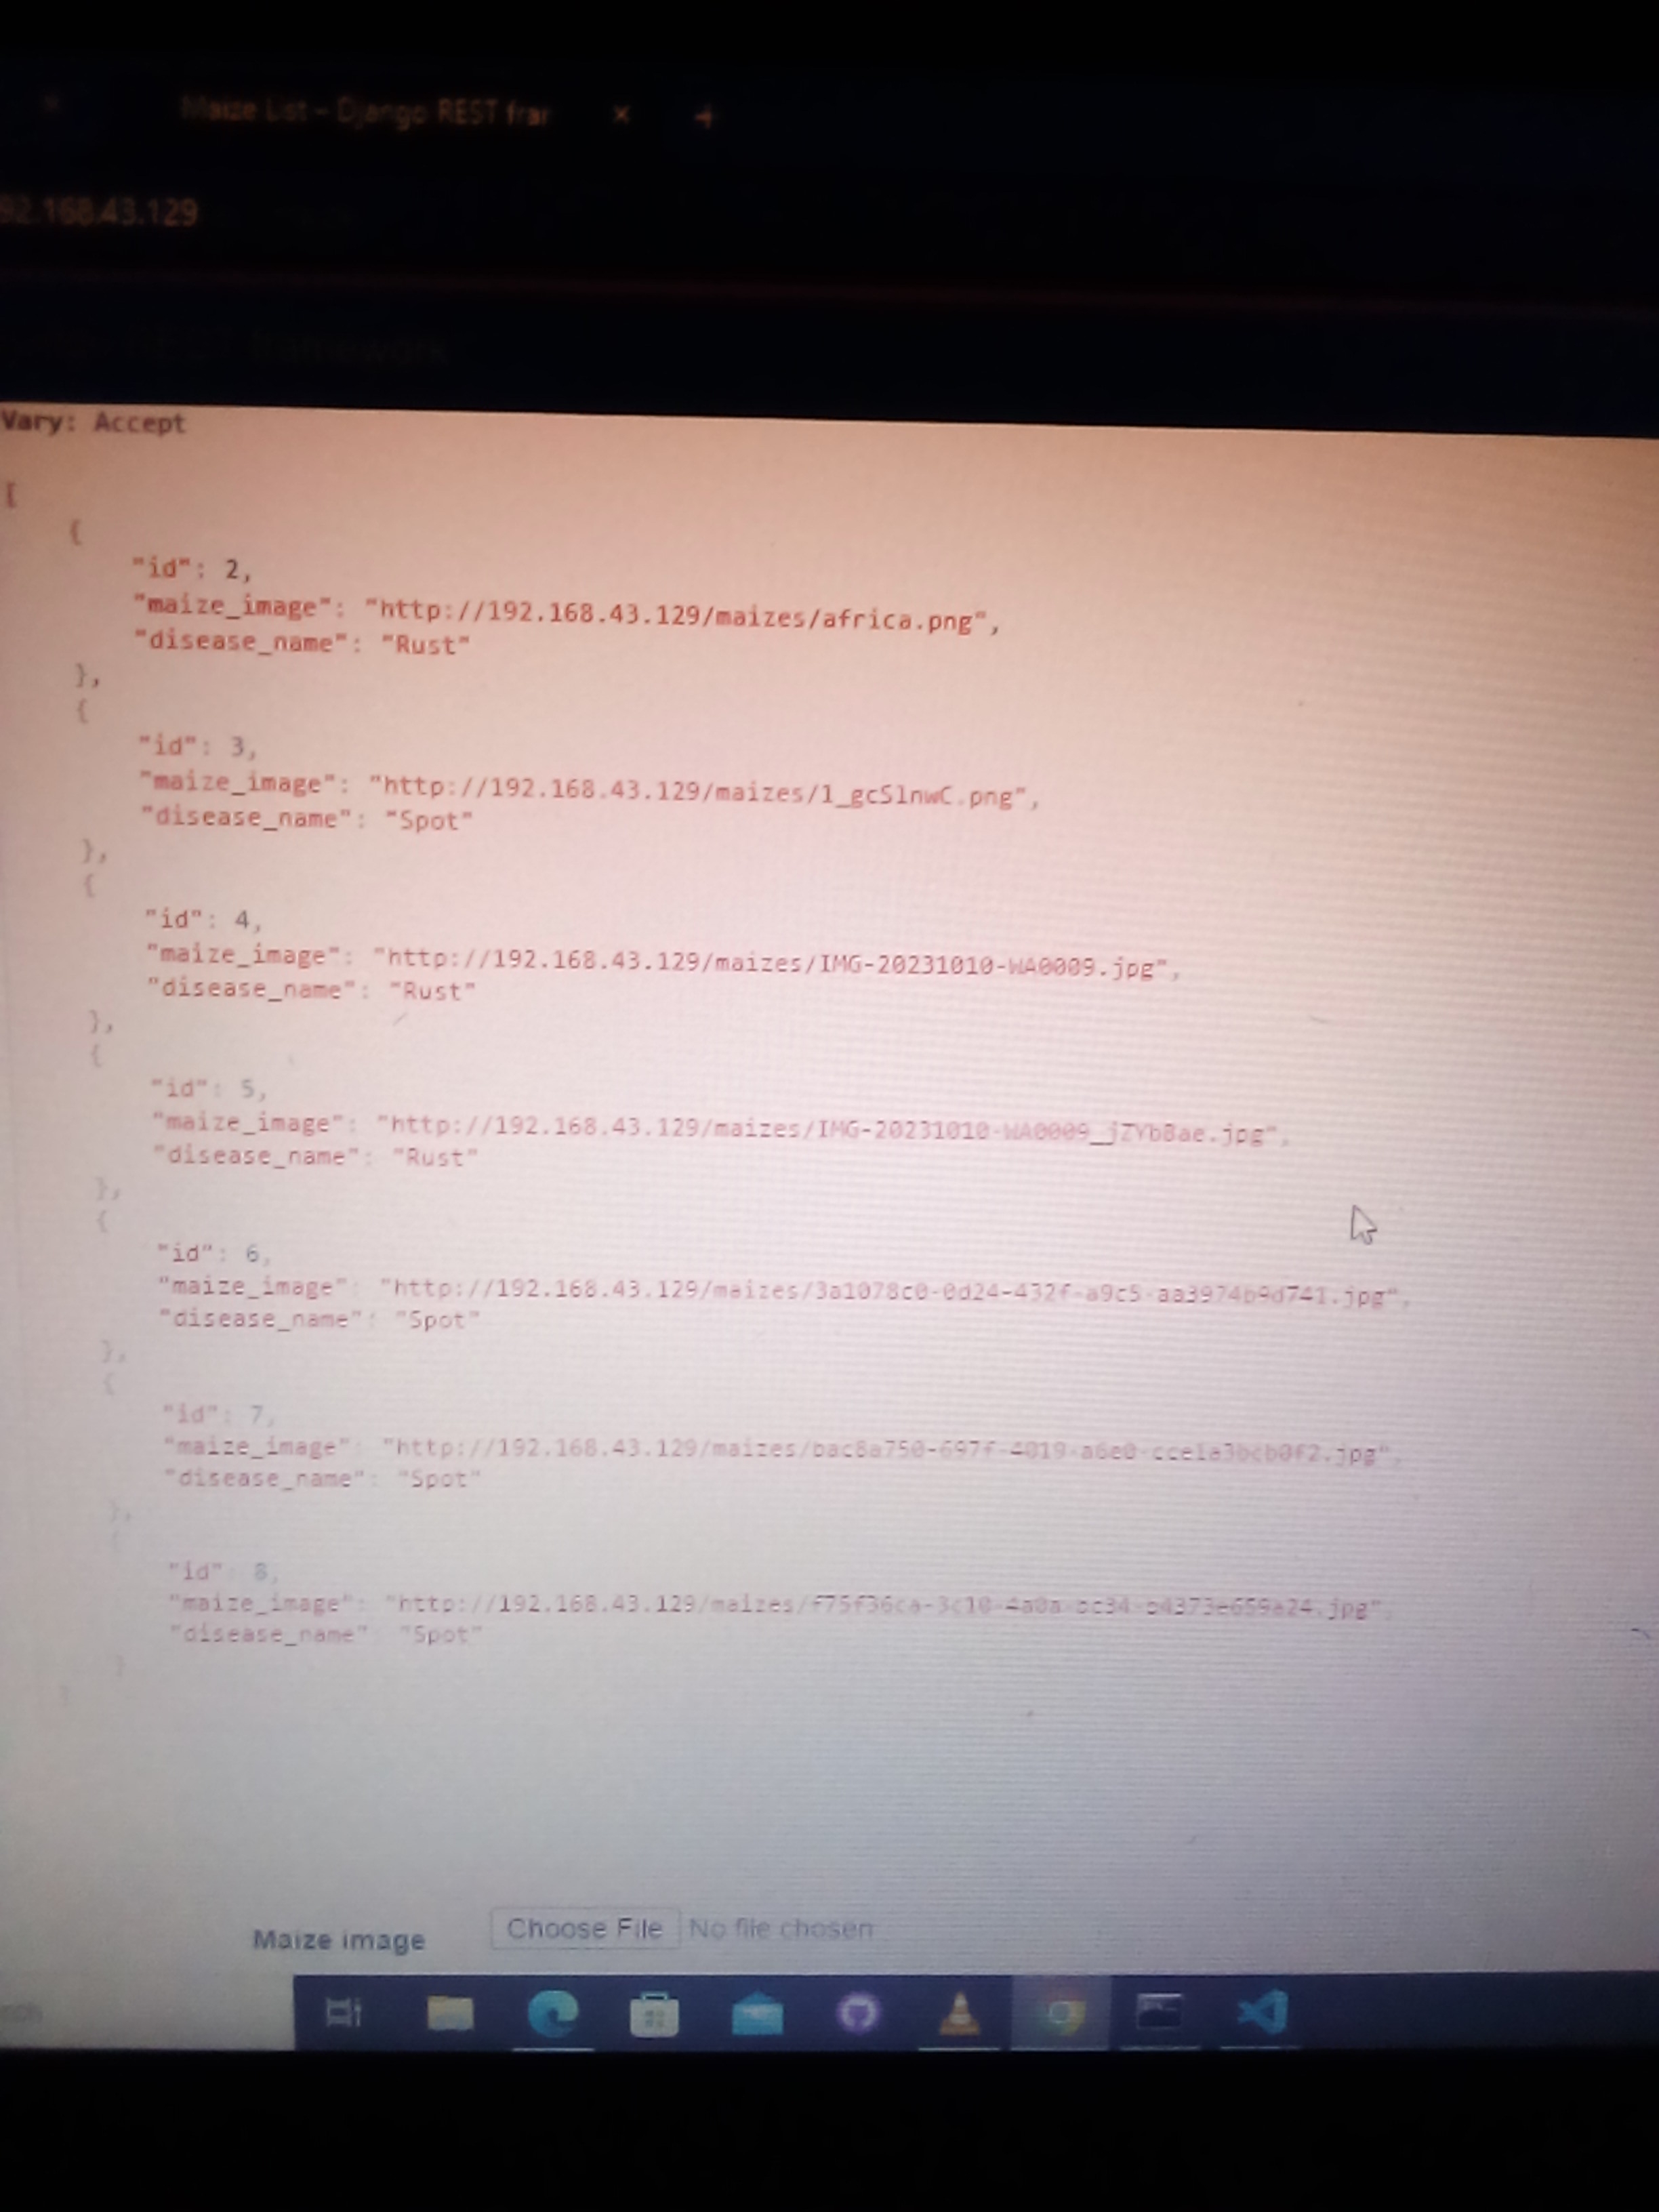 Maize List - Django REST frar
92.168.43.129
framework
Vary: Accept
[
{
"id": 2,
"maize_image": "http://192.168.43.129/maizes/africa.png",
"disease_name": "Rust"
},
{
"id": 3,
"maize_image": "http://192.168.43.129/maizes/1_gcSlnwC.png",
"disease_name": "Spot"
},
{
"id": 4,
"maize_image": "http://192.168.43.129/maizes/IMG-20231010-WA0009.jpg",
"disease_name": "Rust"
},
{
"id": 5,
"maize_image": "http://192.168.43.129/maizes/IMG-20231010-WA0009_jZYb8ae.jpg",
"disease_name": "Rust"
},
{
"id": 6,
"maize_image": "http://192.168.43.129/maizes/3a1078c0-0d24-432f-a9c5-aa3974b9d741.jpg",
"disease_name": "Spot"
},
{
"id": 7,
"maize_image": "http://192.168.43.129/maizes/bac8a750-697f-4019-a6e0-cce1a3bcb0f2.jpg",
"disease_name": "Spot"
},
{
"id": 8,
"maize_image": "http://192.168.43.129/maizes/f75f36ca-3c10-4a0a-bc34-b4373e659a24.jpg",
"disease_name": "Spot"
}
]
Maize image Choose File No file chosen